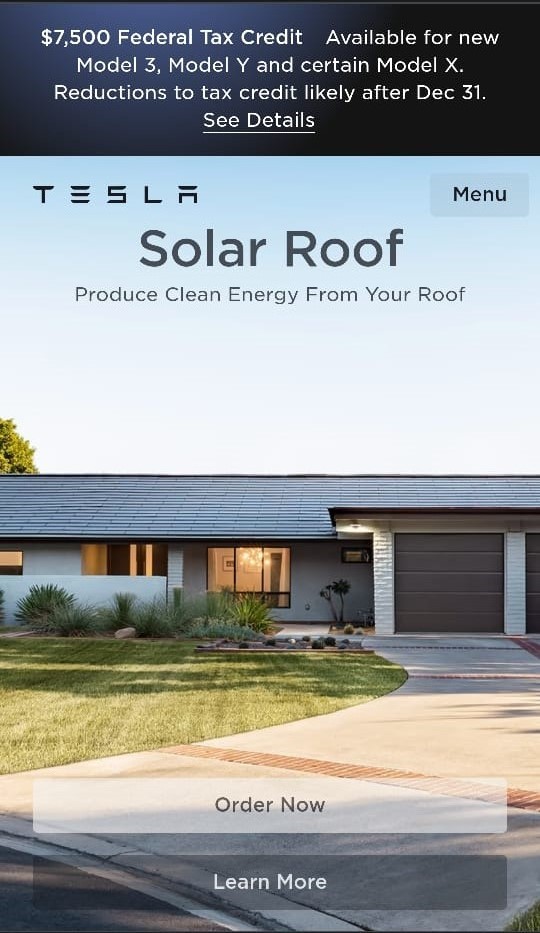 $7,500 Federal Tax Credit Available for new
Model 3, Model Y and certain Model X.
Reductions to tax credit likely after Dec 31.
See Details
TESLA
Menu
Solar Roof
Produce Clean Energy From Your Roof
Order Now
Learn More